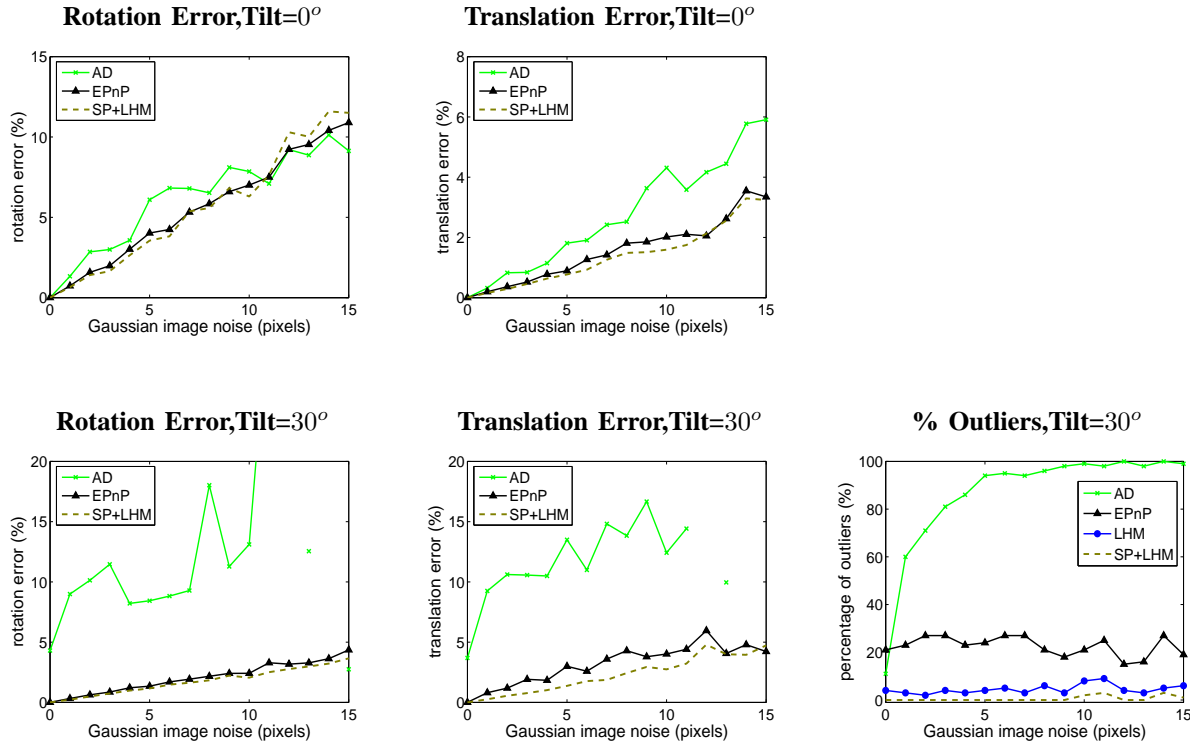 Rotation Error,Tilt=0°
Translation Error,Tilt=0°
15
10
5
0
rotation error (%)
AD
EPnP
SP+LHM
0
5
10
15
Gaussian image noise (pixels)
8
6
4
2
0
translation error (%)
AD
EPnP
SP+LHM
0
5
10
15
Gaussian image noise (pixels)
Rotation Error,Tilt=30°
Translation Error,Tilt=30°
% Outliers,Tilt=30°
20
15
10
5
0
rotation error (%)
AD
EPnP
SP+LHM
0
5
10
15
Gaussian image noise (pixels)
20
15
10
5
0
translation error (%)
AD
EPnP
SP+LHM
0
5
10
15
Gaussian image noise (pixels)
100
80
60
40
20
0
percentage of outliers (%)
AD
EPnP
LHM
SP+LHM
0
5
10
15
Gaussian image noise (pixels)